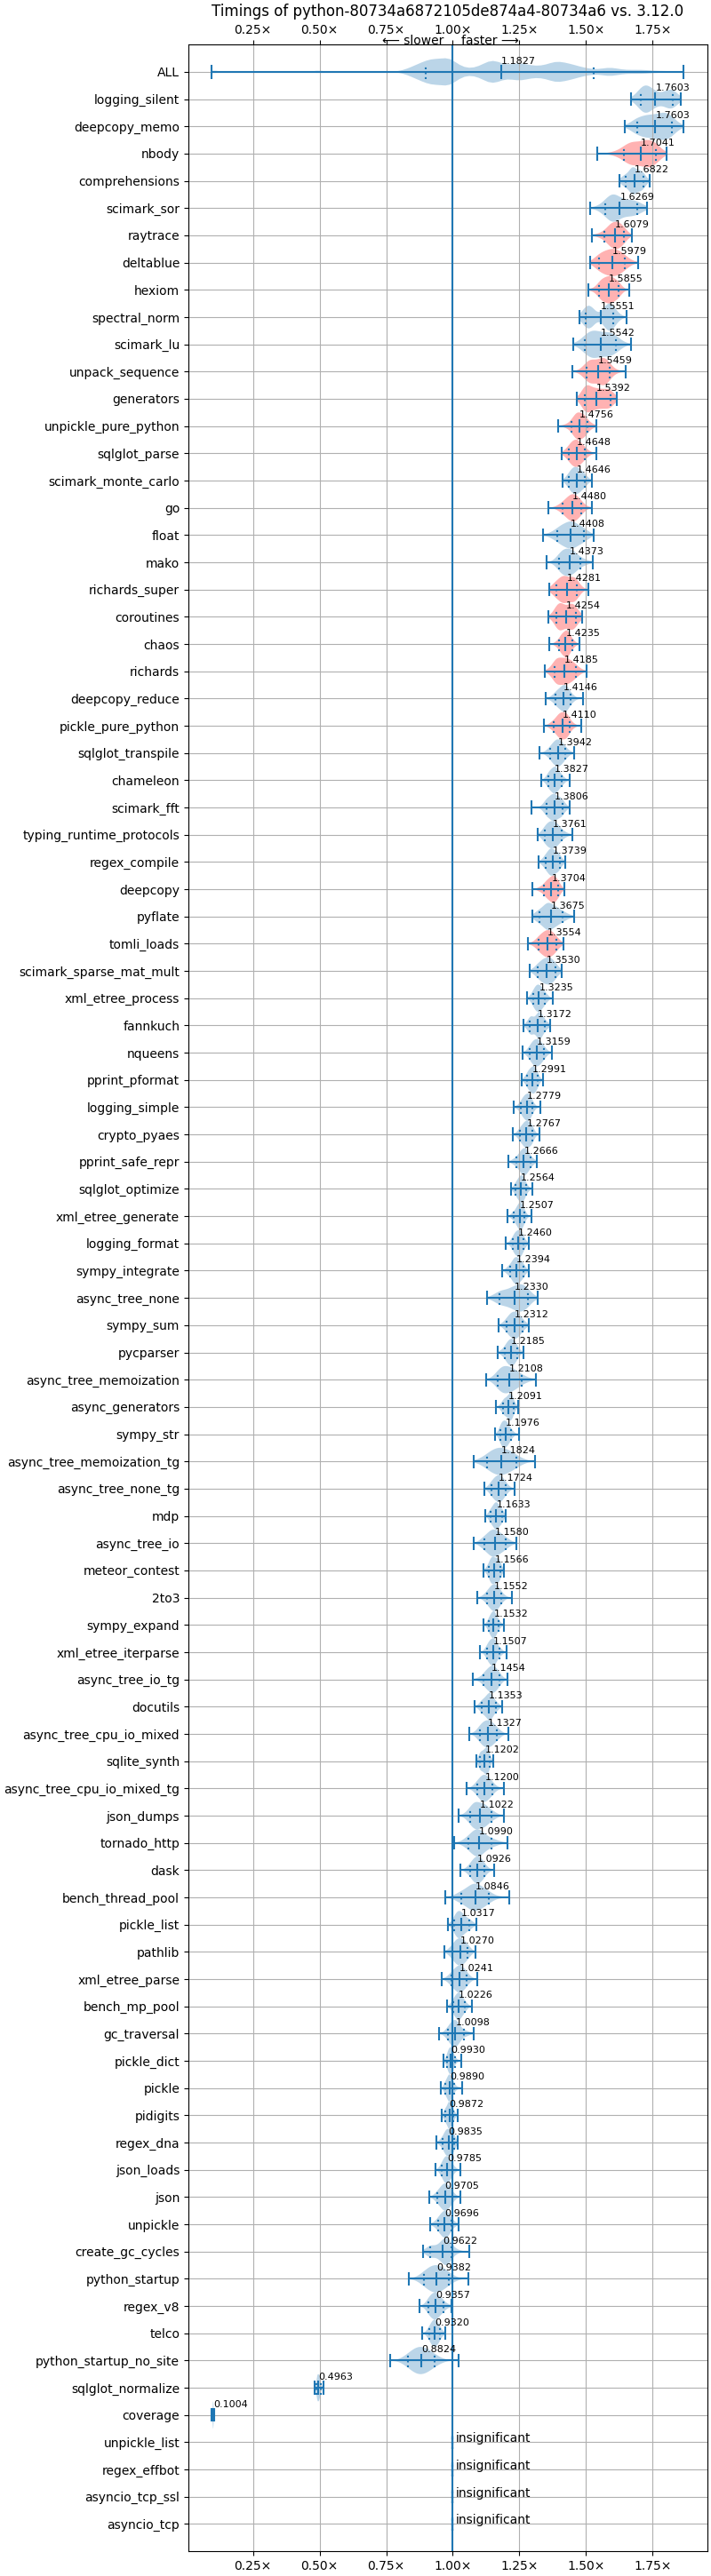 Timings of python-80734a6872105de874a4-80734a6 vs. 3.12.0
⟵ slower    faster ⟶
0.25× 0.50× 0.75× 1.00× 1.25× 1.50× 1.75×
ALL 1.1827
logging_silent 1.7603
deepcopy_memo 1.7603
nbody 1.7041
comprehensions 1.6822
scimark_sor 1.6269
raytrace 1.6079
deltablue 1.5979
hexiom 1.5855
spectral_norm 1.5551
scimark_lu 1.5542
unpack_sequence 1.5459
generators 1.5392
unpickle_pure_python 1.4756
sqlglot_parse 1.4648
scimark_monte_carlo 1.4646
go 1.4480
float 1.4408
mako 1.4373
richards_super 1.4281
coroutines 1.4254
chaos 1.4235
richards 1.4185
deepcopy_reduce 1.4146
pickle_pure_python 1.4110
sqlglot_transpile 1.3942
chameleon 1.3827
scimark_fft 1.3806
typing_runtime_protocols 1.3761
regex_compile 1.3739
deepcopy 1.3704
pyflate 1.3675
tomli_loads 1.3554
scimark_sparse_mat_mult 1.3530
xml_etree_process 1.3235
fannkuch 1.3172
nqueens 1.3159
pprint_pformat 1.2991
logging_simple 1.2779
crypto_pyaes 1.2767
pprint_safe_repr 1.2666
sqlglot_optimize 1.2564
xml_etree_generate 1.2507
logging_format 1.2460
sympy_integrate 1.2394
async_tree_none 1.2330
sympy_sum 1.2312
pycparser 1.2185
async_tree_memoization 1.2108
async_generators 1.2091
sympy_str 1.1976
async_tree_memoization_tg 1.1824
async_tree_none_tg 1.1724
mdp 1.1633
async_tree_io 1.1580
meteor_contest 1.1566
2to3 1.1552
sympy_expand 1.1532
xml_etree_iterparse 1.1507
async_tree_io_tg 1.1454
docutils 1.1353
async_tree_cpu_io_mixed 1.1327
sqlite_synth 1.1202
async_tree_cpu_io_mixed_tg 1.1200
json_dumps 1.1022
tornado_http 1.0990
dask 1.0926
bench_thread_pool 1.0846
pickle_list 1.0317
pathlib 1.0270
xml_etree_parse 1.0241
bench_mp_pool 1.0226
gc_traversal 1.0098
pickle_dict 0.9930
pickle 0.9890
pidigits 0.9872
regex_dna 0.9835
json_loads 0.9785
json 0.9705
unpickle 0.9696
create_gc_cycles 0.9622
python_startup 0.9382
regex_v8 0.9357
telco 0.9320
python_startup_no_site 0.8824
sqlglot_normalize 0.4963
coverage 0.1004
unpickle_list insignificant
regex_effbot insignificant
asyncio_tcp_ssl insignificant
asyncio_tcp insignificant
0.25× 0.50× 0.75× 1.00× 1.25× 1.50× 1.75×